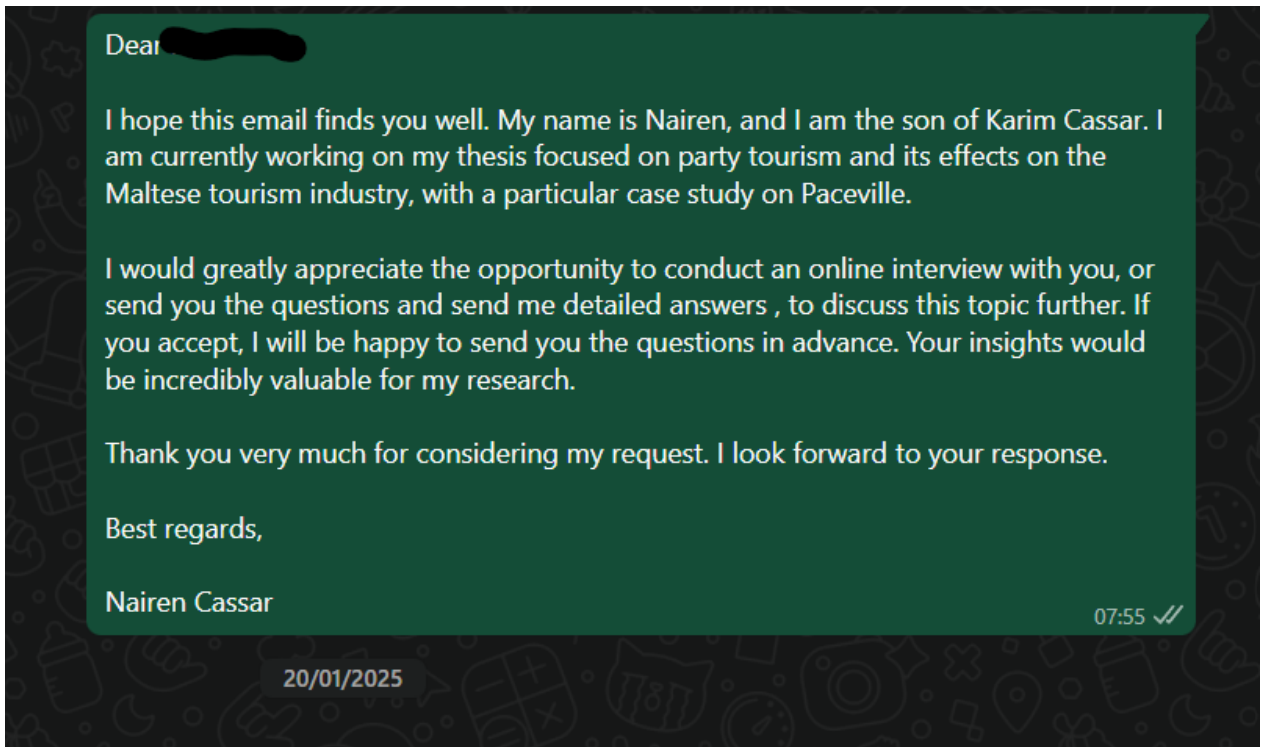 Dear
I hope this email finds you well. My name is Nairen, and I am the son of Karim Cassar. I
am currently working on my thesis focused on party tourism and its effects on the
Maltese tourism industry, with a particular case study on Paceville.
I would greatly appreciate the opportunity to conduct an online interview with you, or
send you the questions and send me detailed answers , to discuss this topic further. If
you accept, I will be happy to send you the questions in advance. Your insights would
be incredibly valuable for my research.
Thank you very much for considering my request. I look forward to your response.
Best regards,
Nairen Cassar
07:55
20/01/2025